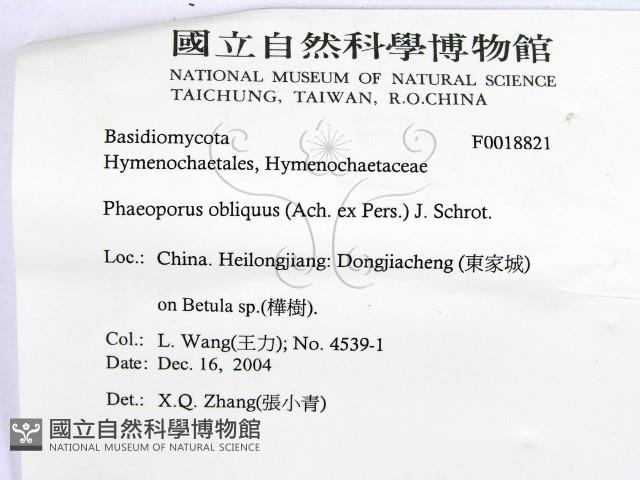 國立自然科學博物館
NATIONAL MUSEUM OF NATURAL SCIENCE
TAICHUNG, TAIWAN, R.O.CHINA
Basidiomycota F0018821
Hymenochaetales, Hymenochaetaceae
Phaeoporus obliquus (Ach. ex Pers.) J. Schrot.
Loc.: China. Heilongjiang: Dongjiacheng (東家城)
on Betula sp.(樺樹).
Col.: L. Wang(王力); No. 4539-1
Date: Dec. 16, 2004
Det.: X.Q. Zhang(張小青)
國立自然科學博物館
NATIONAL MUSEUM OF NATURAL SCIENCE